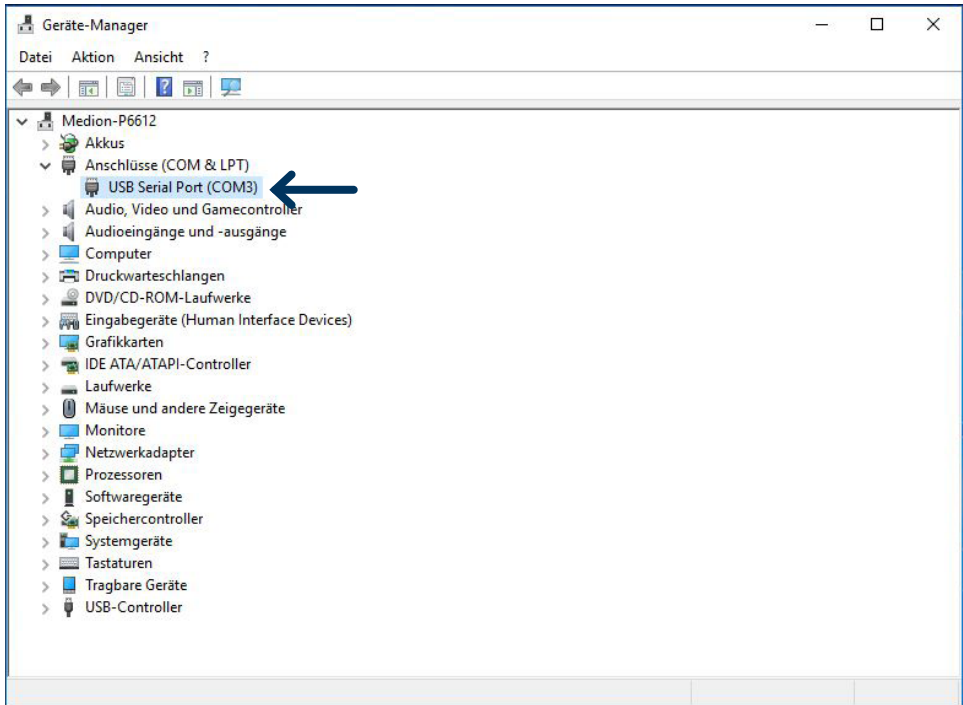 Geräte-Manager
Datei Aktion Ansicht ?
Medion-P6612
Akkus
Anschlüsse (COM & LPT)
USB Serial Port (COM3)
Audio, Video und Gamecontroller
Audioeingänge und -ausgänge
Computer
Druckwarteschlangen
DVD/CD-ROM-Laufwerke
Eingabegeräte (Human Interface Devices)
Grafikkarten
IDE ATA/ATAPI-Controller
Laufwerke
Mäuse und andere Zeigegeräte
Monitore
Netzwerkadapter
Prozessoren
Softwaregeräte
Speichercontroller
Systemgeräte
Tastaturen
Tragbare Geräte
USB-Controller